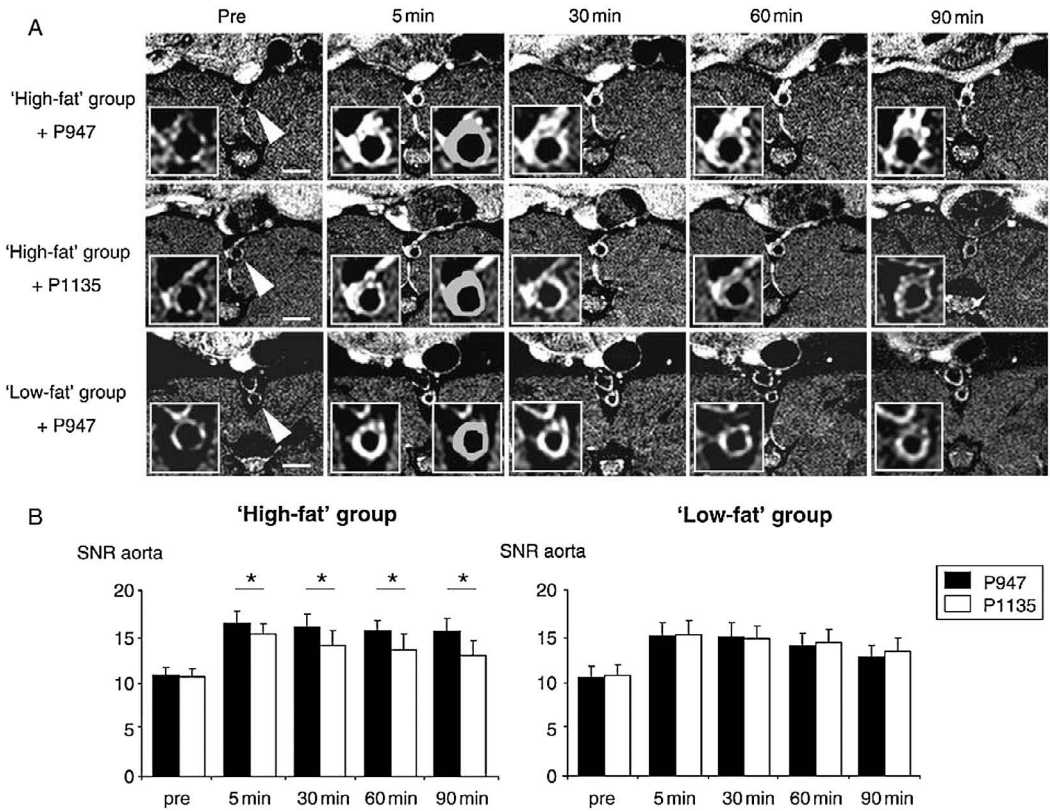 A
Pre
5 min
30 min
60 min
90 min
'High-fat' group
+ P947
'High-fat' group
+ P1135
'Low-fat' group
+ P947
B
'High-fat' group
SNR aorta
20
15
10
5
0
*
*
*
*
pre
5 min
30 min
60 min
90 min
'Low-fat' group
SNR aorta
20
15
10
5
0
pre
5 min
30 min
60 min
90 min
P947
P1135